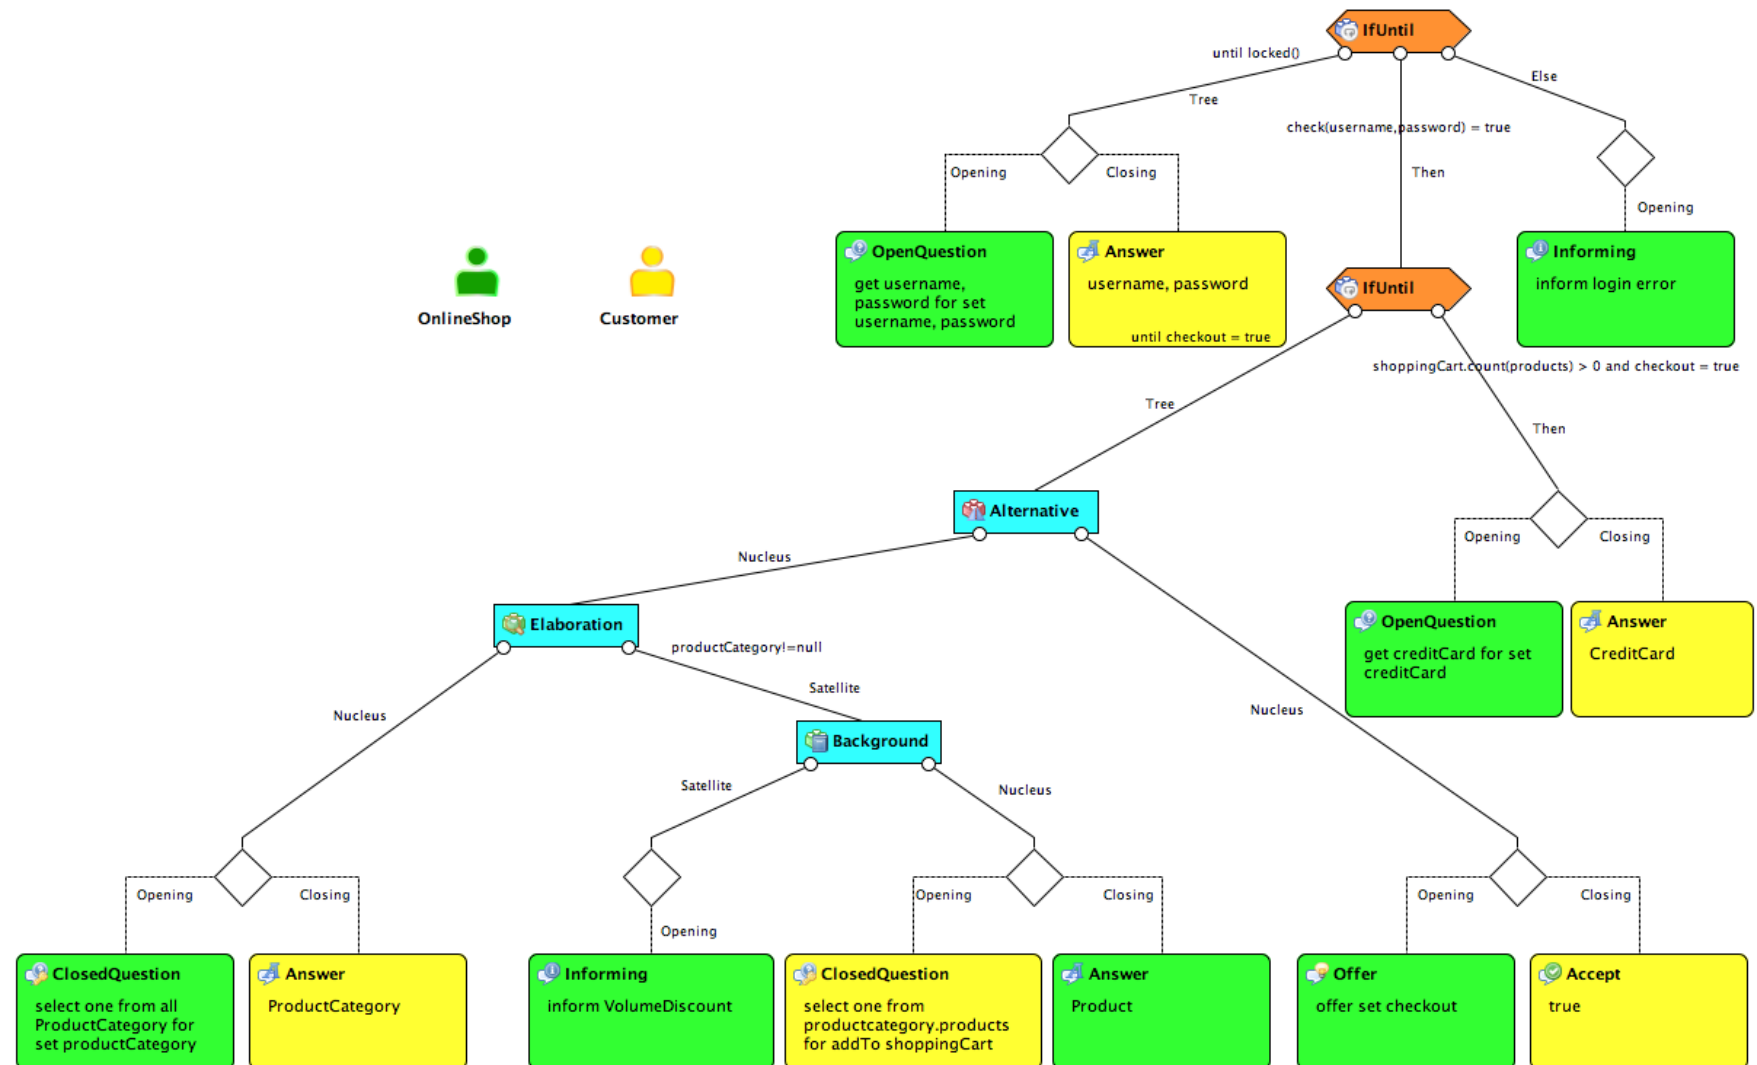 IfUntil
until locked()
Else
Tree
check(username,password) = true
Opening
Closing
Then
Opening
OpenQuestion
get username,
password for set
username, password
Answer
username, password
until checkout = true
IfUntil
Informing
inform login error
OnlineShop
Customer
shoppingCart.count(products) > 0 and checkout = true
Tree
Then
Alternative
Opening
Closing
Nucleus
Elaboration
productCategory!=null
OpenQuestion
get creditCard for set
creditCard
Answer
CreditCard
Satellite
Nucleus
Nucleus
Background
Satellite
Nucleus
Opening
Closing
Opening
Opening
Closing
Opening
Closing
ClosedQuestion
select one from all
ProductCategory for
set productCategory
Answer
ProductCategory
Informing
inform VolumeDiscount
ClosedQuestion
select one from
productcategory.products
for addTo shoppingCart
Answer
Product
Offer
offer set checkout
Accept
true